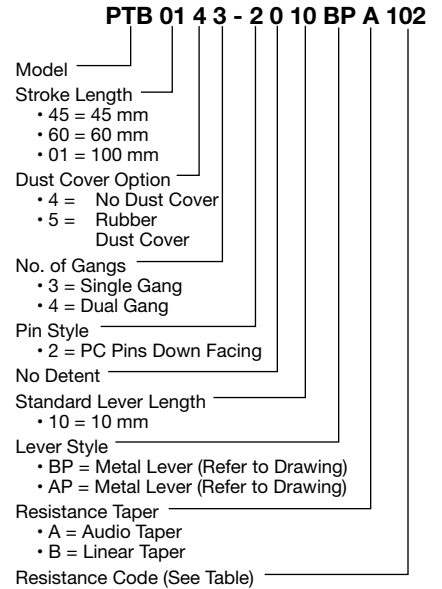 PTB 01 4 3 - 2 0 10 BP A 102
Model
Stroke Length
• 45 = 45 mm
• 60 = 60 mm
• 01 = 100 mm
Dust Cover Option
• 4 = No Dust Cover
• 5 = Rubber
Dust Cover
No. of Gangs
• 3 = Single Gang
• 4 = Dual Gang
Pin Style
• 2 = PC Pins Down Facing
No Detent
Standard Lever Length
• 10 = 10 mm
Lever Style
• BP = Metal Lever (Refer to Drawing)
• AP = Metal Lever (Refer to Drawing)
Resistance Taper
• A = Audio Taper
• B = Linear Taper
Resistance Code (See Table)